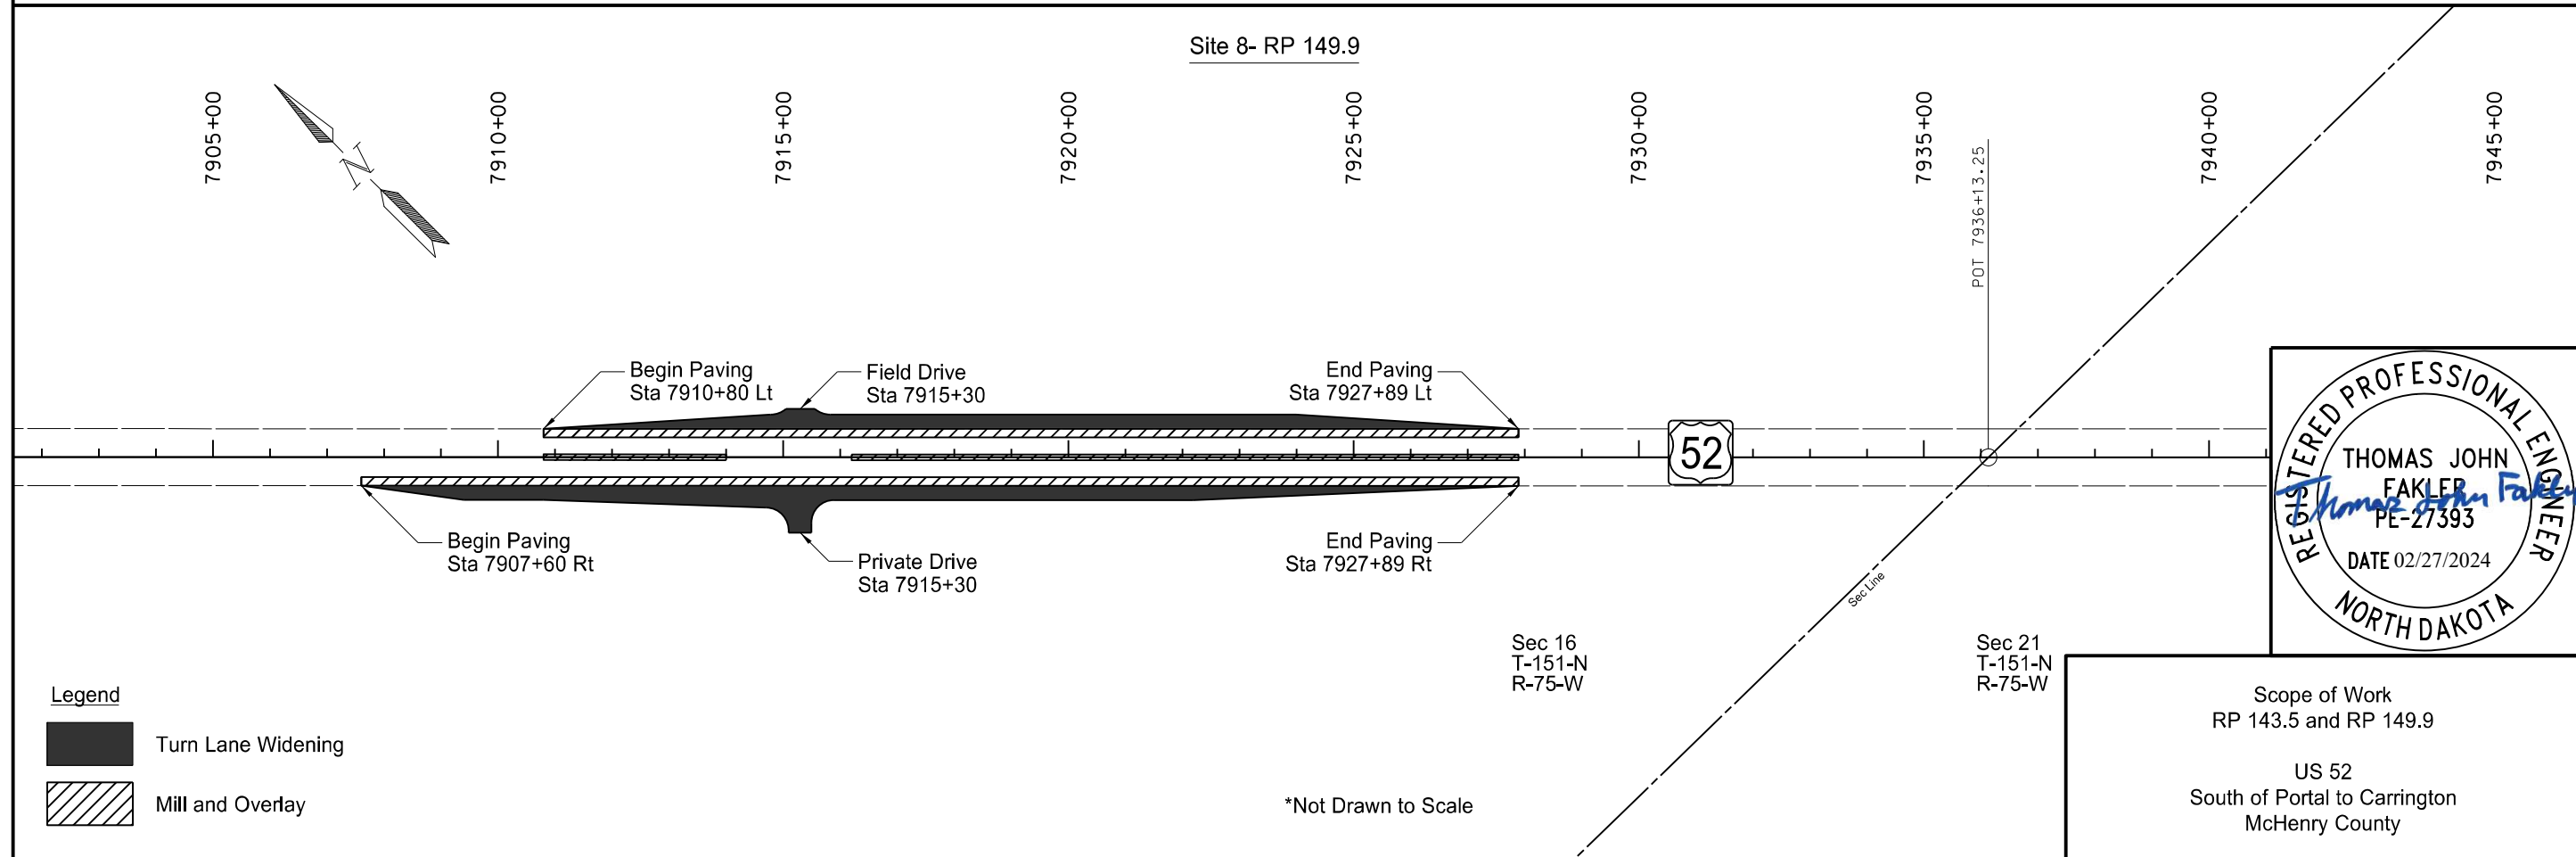 Site 8- RP 149.9
7905+00
7910+00
7915+00
7920+00
7925+00
7930+00
7935+00
7940+00
7945+00
N
POT 7936+13.25
Begin Paving
Sta 7910+80 Lt
Field Drive
Sta 7915+30
End Paving
Sta 7927+89 Lt
52
Begin Paving
Sta 7907+60 Rt
Private Drive
Sta 7915+30
End Paving
Sta 7927+89 Rt
Sec Line
Sec 16
T-151-N
R-75-W
Sec 21
T-151-N
R-75-W
Legend
Turn Lane Widening
Mill and Overlay
*Not Drawn to Scale
REGISTERED PROFESSIONAL ENGINEER
THOMAS JOHN
FAKLER
Thomas John Fakler
PE-27393
DATE 02/27/2024
NORTH DAKOTA
Scope of Work
RP 143.5 and RP 149.9
US 52
South of Portal to Carrington
McHenry County